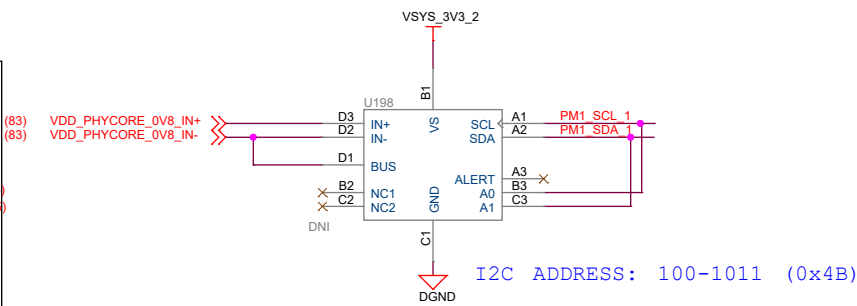 VSYS_3V3_2
B1
U198
(83) VDD_PHYCORE_0V8_IN+ D3 IN+ VS SCL A1 PM1_SCL_1
(83) VDD_PHYCORE_0V8_IN- D2 IN- SDA A2 PM1_SDA_1
D1 BUS
ALERT A3
B2 NC1 A0 B3
C2 NC2 GND A1 C3
DNI
C1
I2C ADDRESS: 100-1011 (0x4B)
DGND